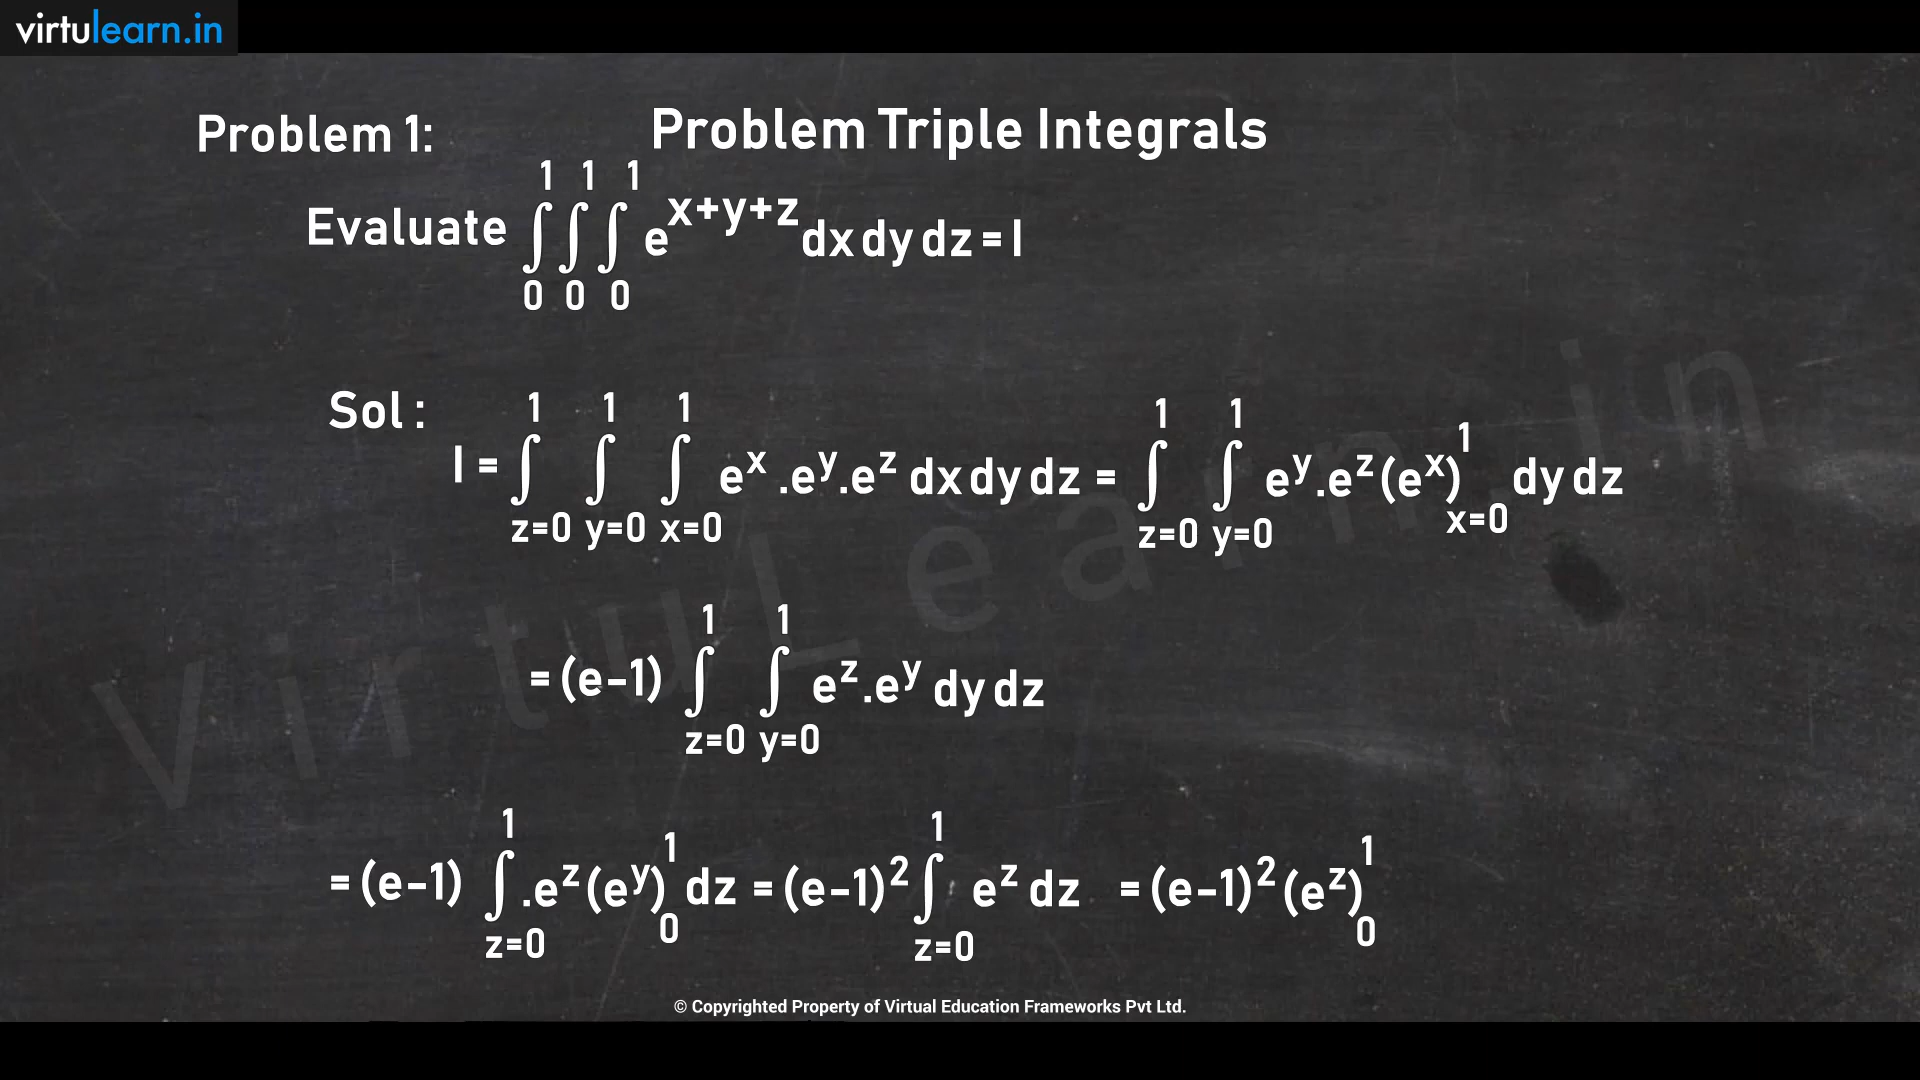 virtulearn.in
Problem Triple Integrals
Problem 1:
Evaluate ∫₀¹ ∫₀¹ ∫₀¹ e^(x+y+z) dx dy dz = I
Sol :
I = ∫_(z=0)^1 ∫_(y=0)^1 ∫_(x=0)^1 e^x .e^y.e^z dx dy dz = ∫_(z=0)^1 ∫_(y=0)^1 e^y.e^z (e^x)_(x=0)^1 dy dz
= (e-1) ∫_(z=0)^1 ∫_(y=0)^1 e^z.e^y dy dz
= (e-1) ∫_(z=0)^1 .e^z (e^y)_0^1 dz = (e-1)^2 ∫_(z=0)^1 e^z dz = (e-1)^2 (e^z)_0^1
VirtuLearn.in
© Copyrighted Property of Virtual Education Frameworks Pvt Ltd.